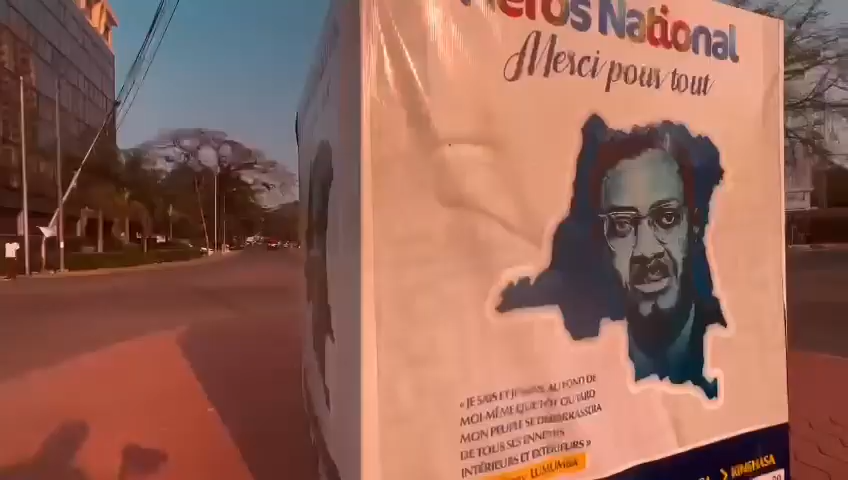 Héros National
Merci pour tout
« JE SAIS ET JE SENS AU FOND DE
MOI-MÊME QUE TÔT OU TARD
MON PEUPLE SE DÉBARRASSERA
DE TOUS SES ENNEMIS
INTÉRIEURS ET EXTÉRIEURS »
LUMUMBA
> KINSHASA